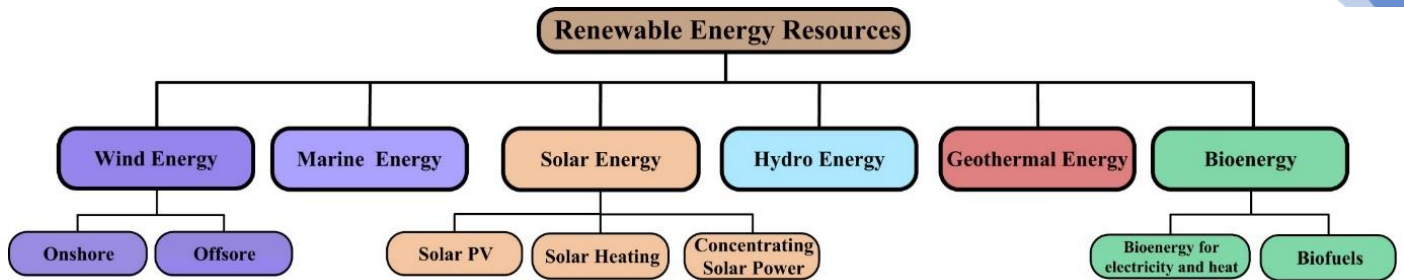 Renewable Energy Resources
Wind Energy
Marine Energy
Solar Energy
Hydro Energy
Geothermal Energy
Bioenergy
Onshore
Offsore
Solar PV
Solar Heating
Concentrating
Solar Power
Bioenergy for
electricity and heat
Biofuels